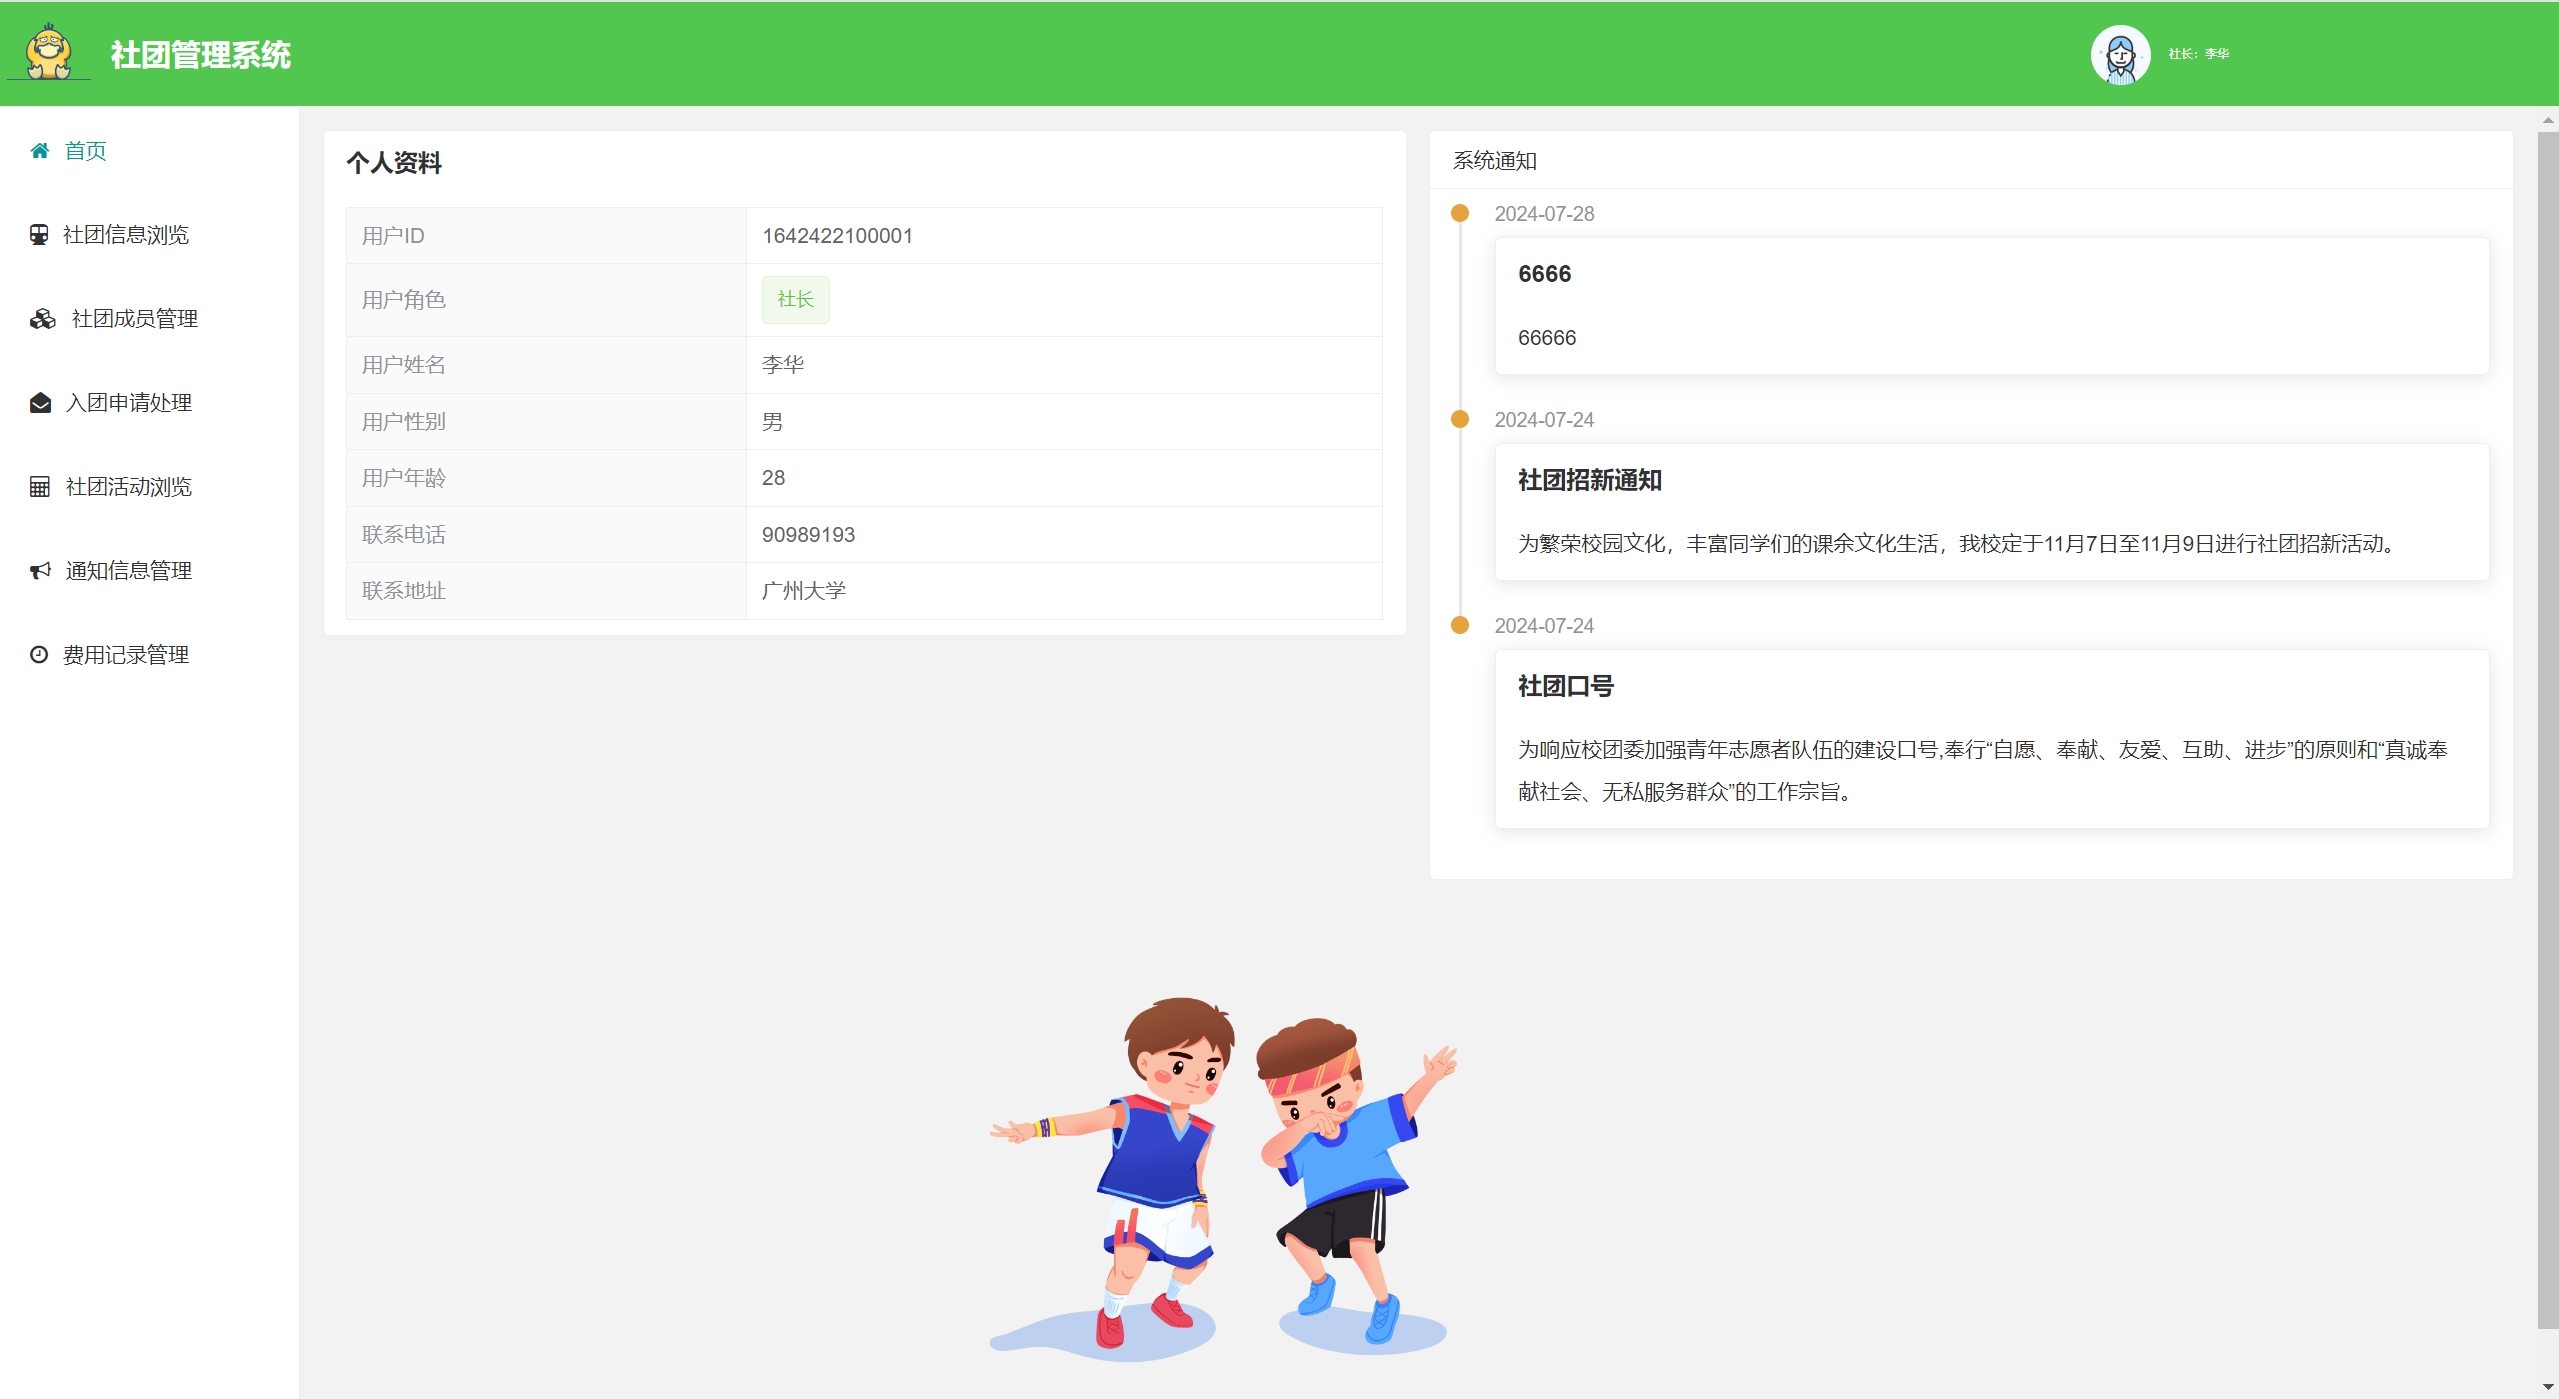 社团管理系统
社长：李华
首页
社团信息浏览
社团成员管理
入团申请处理
社团活动浏览
通知信息管理
费用记录管理
个人资料
用户ID 1642422100001
用户角色 社长
用户姓名 李华
用户性别 男
用户年龄 28
联系电话 90989193
联系地址 广州大学
系统通知
2024-07-28
6666
66666
2024-07-24
社团招新通知
为繁荣校园文化，丰富同学们的课余文化生活，我校定于11月7日至11月9日进行社团招新活动。
2024-07-24
社团口号
为响应校团委加强青年志愿者队伍的建设口号,奉行“自愿、奉献、友爱、互助、进步”的原则和“真诚奉
献社会、无私服务群众”的工作宗旨。